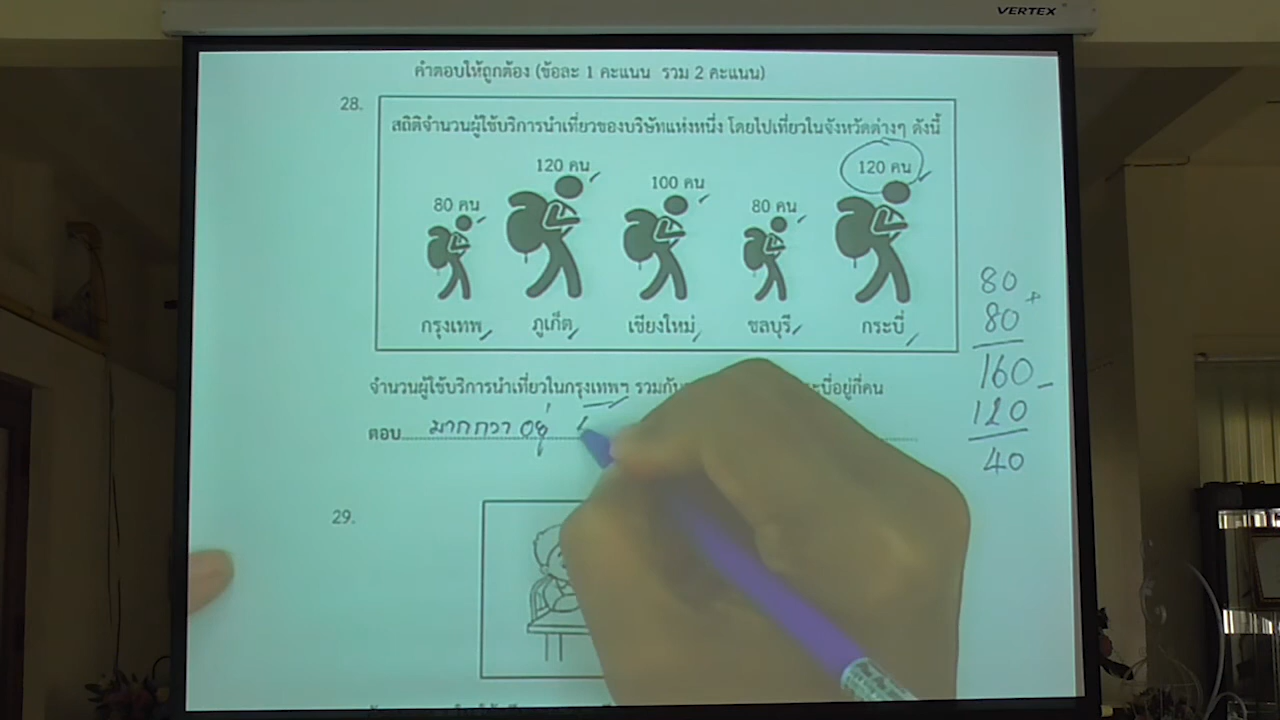 VERTEX
คำตอบให้ถูกต้อง (ข้อละ 1 คะแนน รวม 2 คะแนน)
28.
สถิติจำนวนผู้ใช้บริการนำเที่ยวของบริษัทแห่งหนึ่ง โดยไปเที่ยวในจังหวัดต่างๆ ดังนี้
80 คน 120 คน 100 คน 80 คน 120 คน
กรุงเทพ ภูเก็ต เชียงใหม่ ชลบุรี กระบี่
จำนวนผู้ใช้บริการนำเที่ยวในกรุงเทพฯ รวมกับ ะบี่อยู่กี่คน
ตอบ มากกว่าอยู่
80
+
80
160
-
120
40
29.